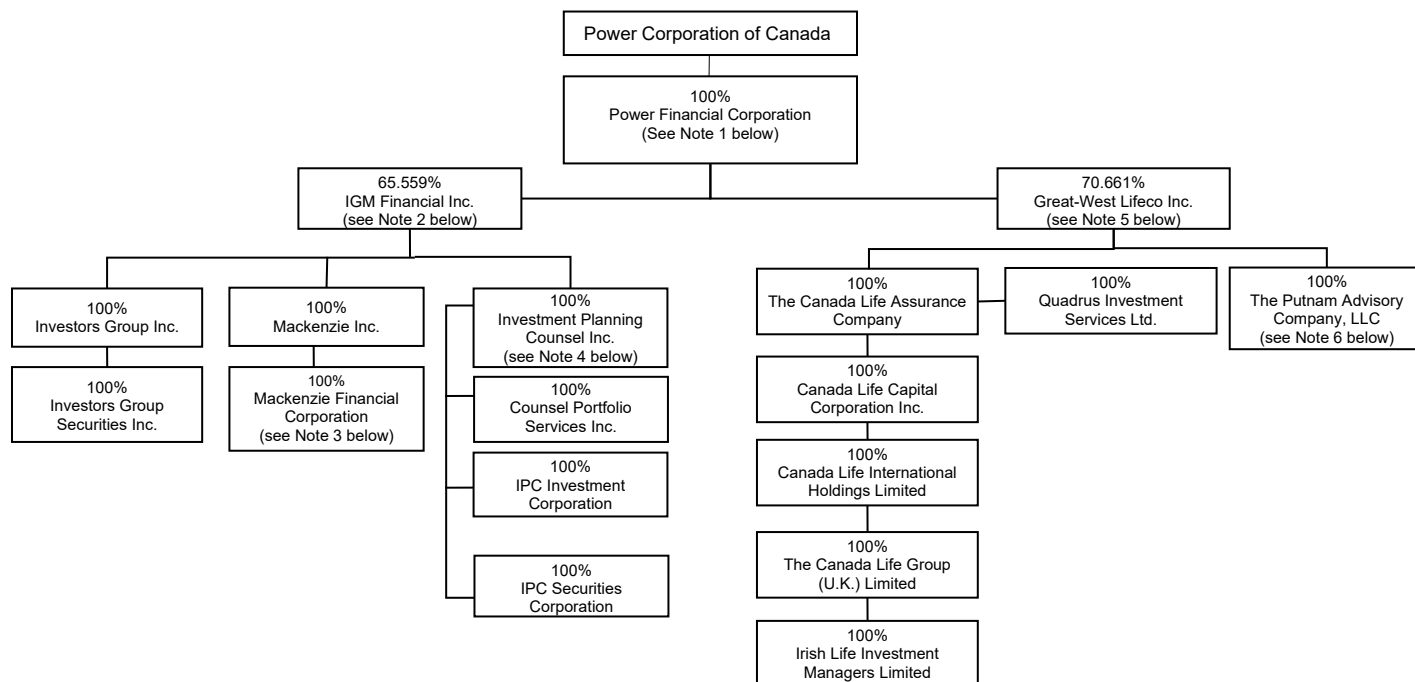 Power Corporation of Canada
100%
Power Financial Corporation
(See Note 1 below)
65.559%
IGM Financial Inc.
(see Note 2 below)
70.661%
Great-West Lifeco Inc.
(see Note 5 below)
100%
Investors Group Inc.
100%
Mackenzie Inc.
100%
Investment Planning
Counsel Inc.
(see Note 4 below)
100%
The Canada Life Assurance
Company
100%
Quadrus Investment
Services Ltd.
100%
The Putnam Advisory
Company, LLC
(see Note 6 below)
100%
Investors Group
Securities Inc.
100%
Mackenzie Financial
Corporation
(see Note 3 below)
100%
Counsel Portfolio
Services Inc.
100%
Canada Life Capital
Corporation Inc.
100%
IPC Investment
Corporation
100%
Canada Life International
Holdings Limited
100%
IPC Securities
Corporation
100%
The Canada Life Group
(U.K.) Limited
100%
Irish Life Investment
Managers Limited